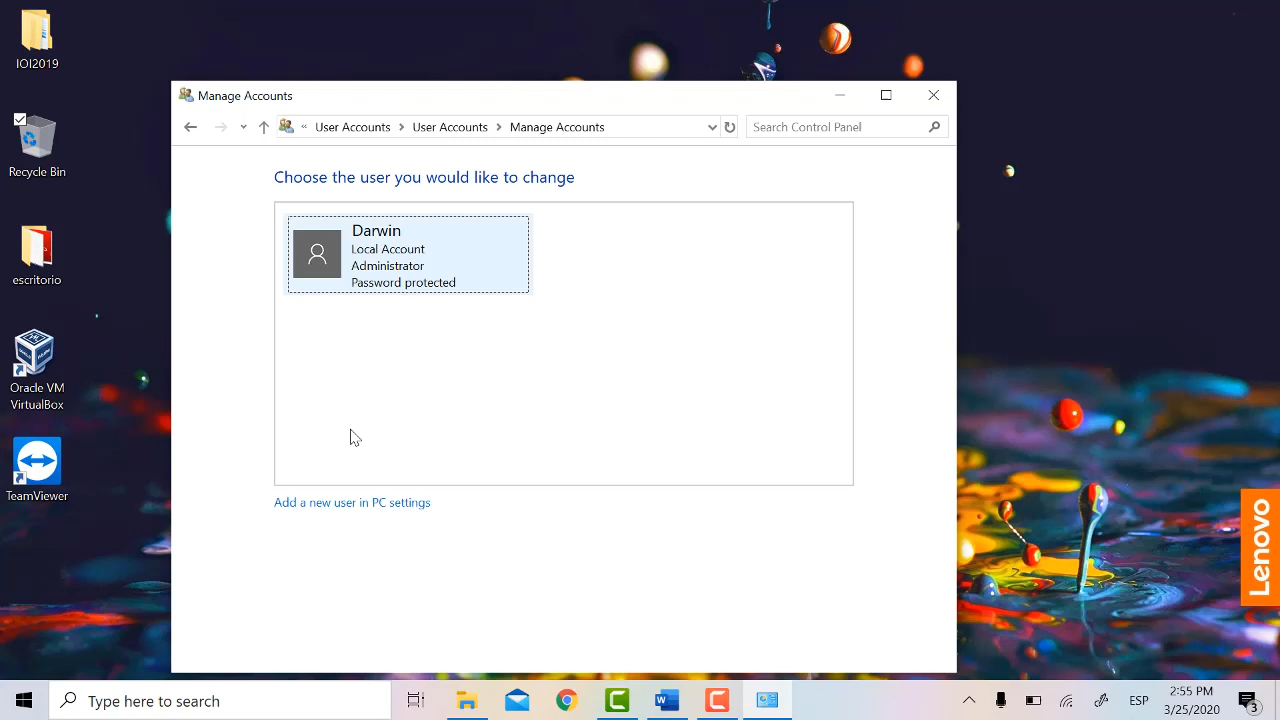 IOI2019
Recycle Bin
escritorio
Oracle VM
VirtualBox
TeamViewer
Manage Accounts
« User Accounts > User Accounts > Manage Accounts
Search Control Panel
Choose the user you would like to change
Darwin
Local Account
Administrator
Password protected
Add a new user in PC settings
Lenovo
Type here to search
ESP
2:55 PM
3/25/2020
3